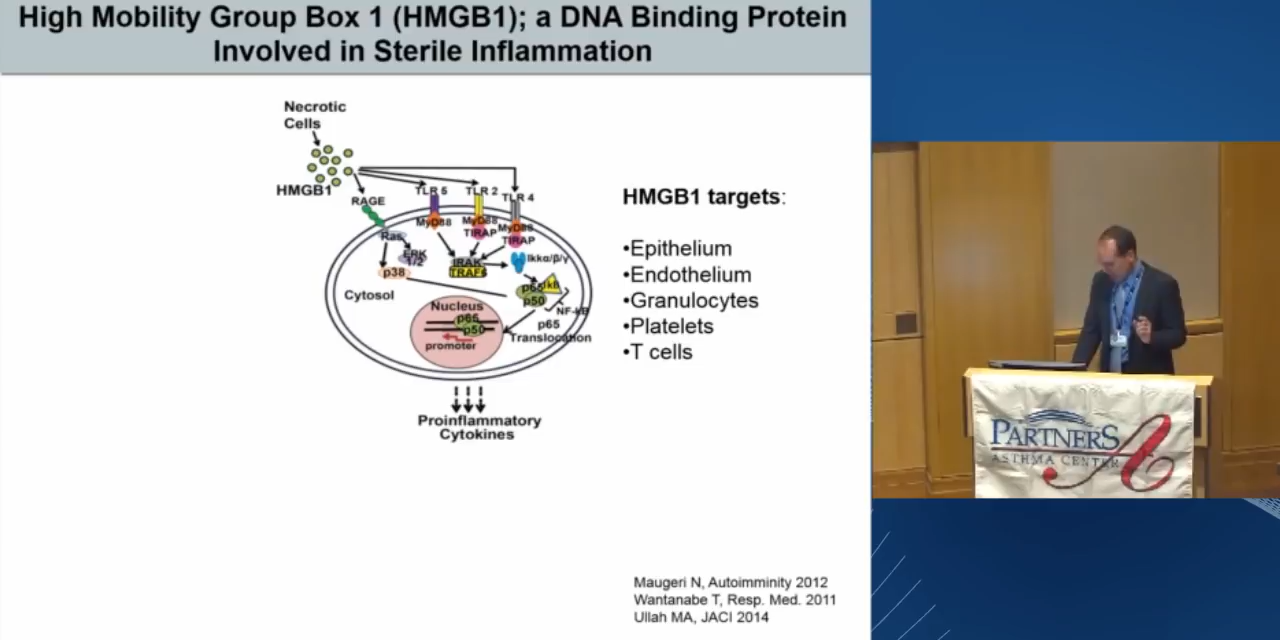 High Mobility Group Box 1 (HMGB1); a DNA Binding Protein
Involved in Sterile Inflammation
Necrotic
Cells
HMGB1
RAGE
TLR 5
TLR 2
TLR 4
MyD88
MyD88
MyD88
TIRAP
TIRAP
Ras
ERK
1/2
p38
IRAK
TRAF6
Ikkα/β/γ
p65
IkB
p50
NF-kB
Cytosol
Nucleus
p65
p50
promoter
p65
Translocation
Proinflammatory
Cytokines
HMGB1 targets:
•Epithelium
•Endothelium
•Granulocytes
•Platelets
•T cells
Maugeri N, Autoimminity 2012
Wantanabe T, Resp. Med. 2011
Ullah MA, JACI 2014
PARTNERS
ASTHMA CENTER